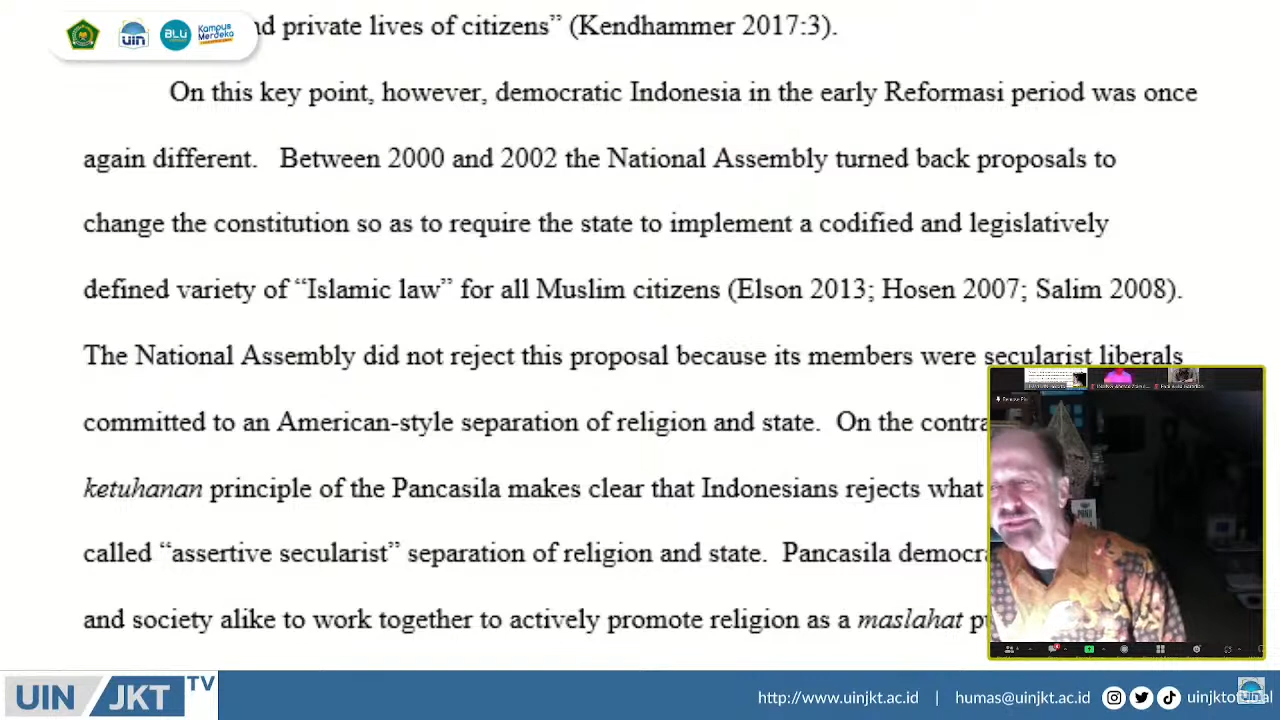 nd private lives of citizens” (Kendhammer 2017:3).
On this key point, however, democratic Indonesia in the early Reformasi period was once
again different. Between 2000 and 2002 the National Assembly turned back proposals to
change the constitution so as to require the state to implement a codified and legislatively
defined variety of “Islamic law” for all Muslim citizens (Elson 2013; Hosen 2007; Salim 2008).
The National Assembly did not reject this proposal because its members were secularist liberals
committed to an American-style separation of religion and state. On the contra
ketuhanan principle of the Pancasila makes clear that Indonesians rejects what
called “assertive secularist” separation of religion and state. Pancasila democra
and society alike to work together to actively promote religion as a maslahat pu
uin
BLU
Kampus
Merdeka
UIN JKT TV
http://www.uinjkt.ac.id | humas@uinjkt.ac.id